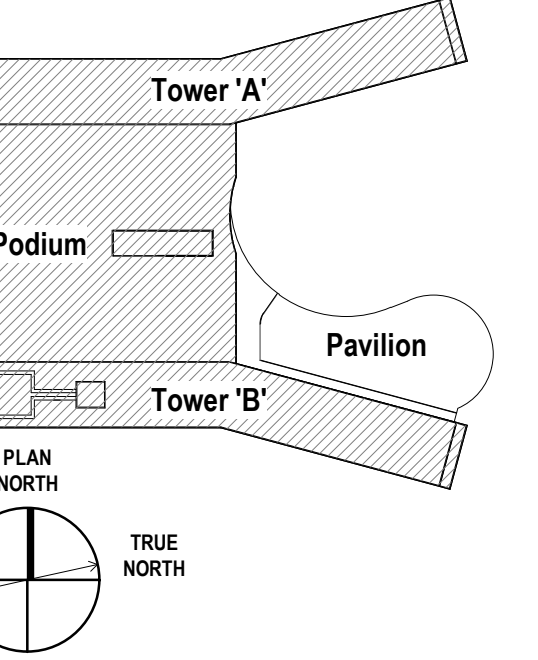 Tower 'A'
Podium
Pavilion
Tower 'B'
PLAN
NORTH
TRUE
NORTH